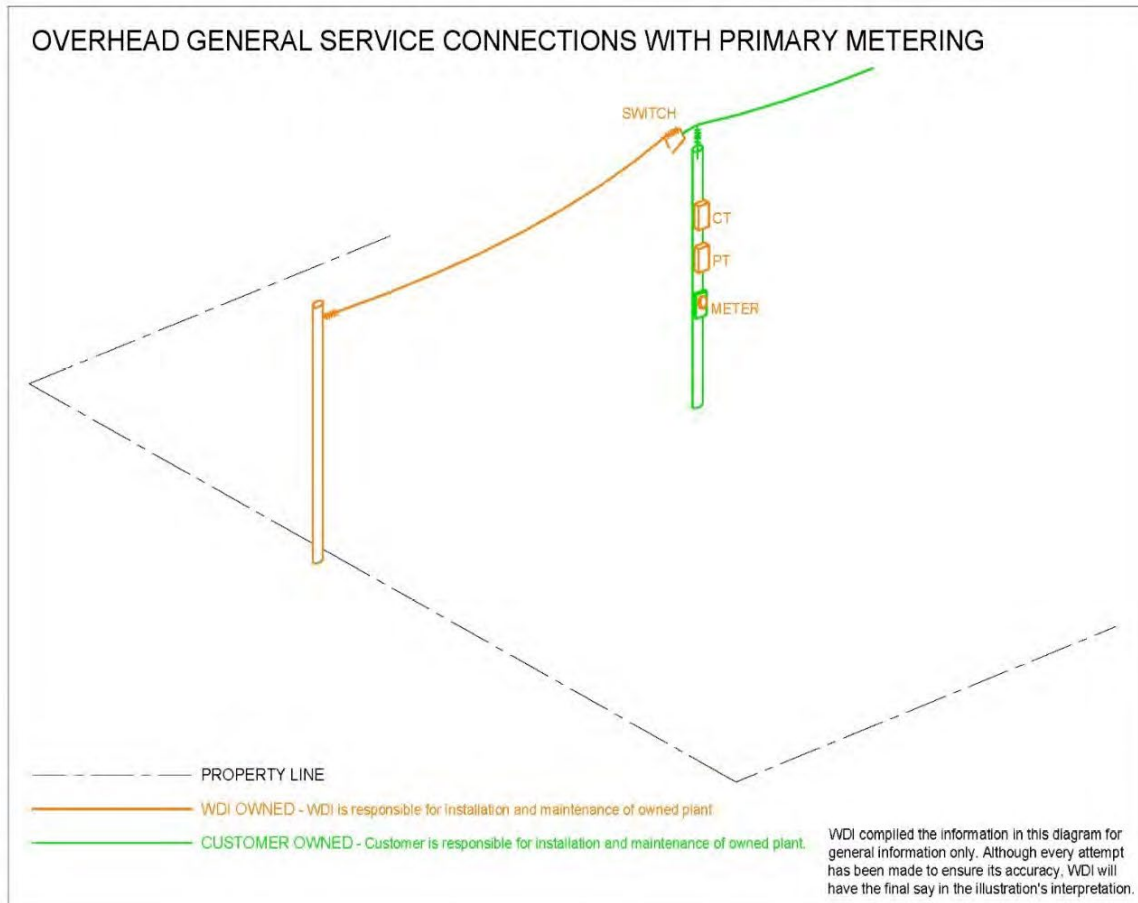 OVERHEAD GENERAL SERVICE CONNECTIONS WITH PRIMARY METERING
SWITCH
CT
PT
METER
PROPERTY LINE
WDI OWNED - WDI is responsible for installation and maintenance of owned plant
CUSTOMER OWNED - Customer is responsible for installation and maintenance of owned plant.
WDI compiled the information in this diagram for
general information only. Although every attempt
has been made to ensure its accuracy, WDI will
have the final say in the illustration's interpretation.